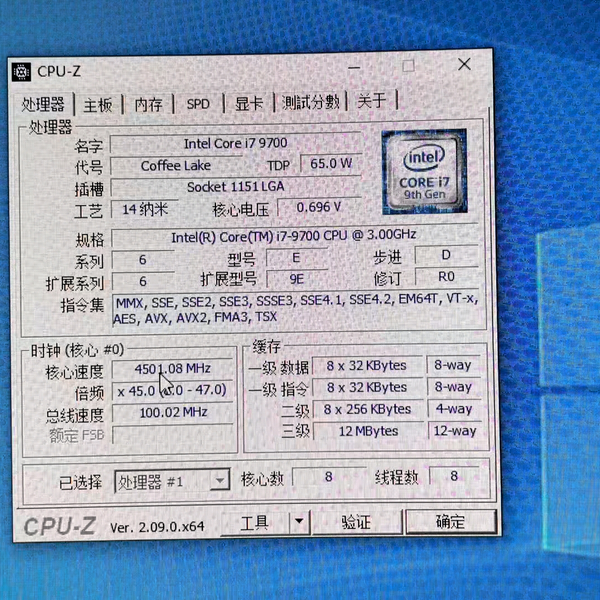 CPU-Z
处理器 主板 内存 SPD 显卡 測試分數 关于
处理器
名字 Intel Core i7 9700
代号 Coffee Lake TDP 65.0 W
插槽 Socket 1151 LGA
工艺 14 纳米 核心电压 0.696 V
intel
CORE i7
9th Gen
规格 Intel(R) Core(TM) i7-9700 CPU @ 3.00GHz
系列 6 型号 E 步进 D
扩展系列 6 扩展型号 9E 修订 R0
指令集 MMX, SSE, SSE2, SSE3, SSSE3, SSE4.1, SSE4.2, EM64T, VT-x,
AES, AVX, AVX2, FMA3, TSX
时钟 (核心 #0)
核心速度 4501.08 MHz
倍频 x 45.0 - 47.0)
总线速度 100.02 MHz
额定 FSB
缓存
一级 数据 8 x 32 KBytes 8-way
一级 指令 8 x 32 KBytes 8-way
二级 8 x 256 KBytes 4-way
三级 12 MBytes 12-way
已选择 处理器 #1 核心数 8 线程数 8
CPU-Z Ver. 2.09.0.x64 工具 验证 确定